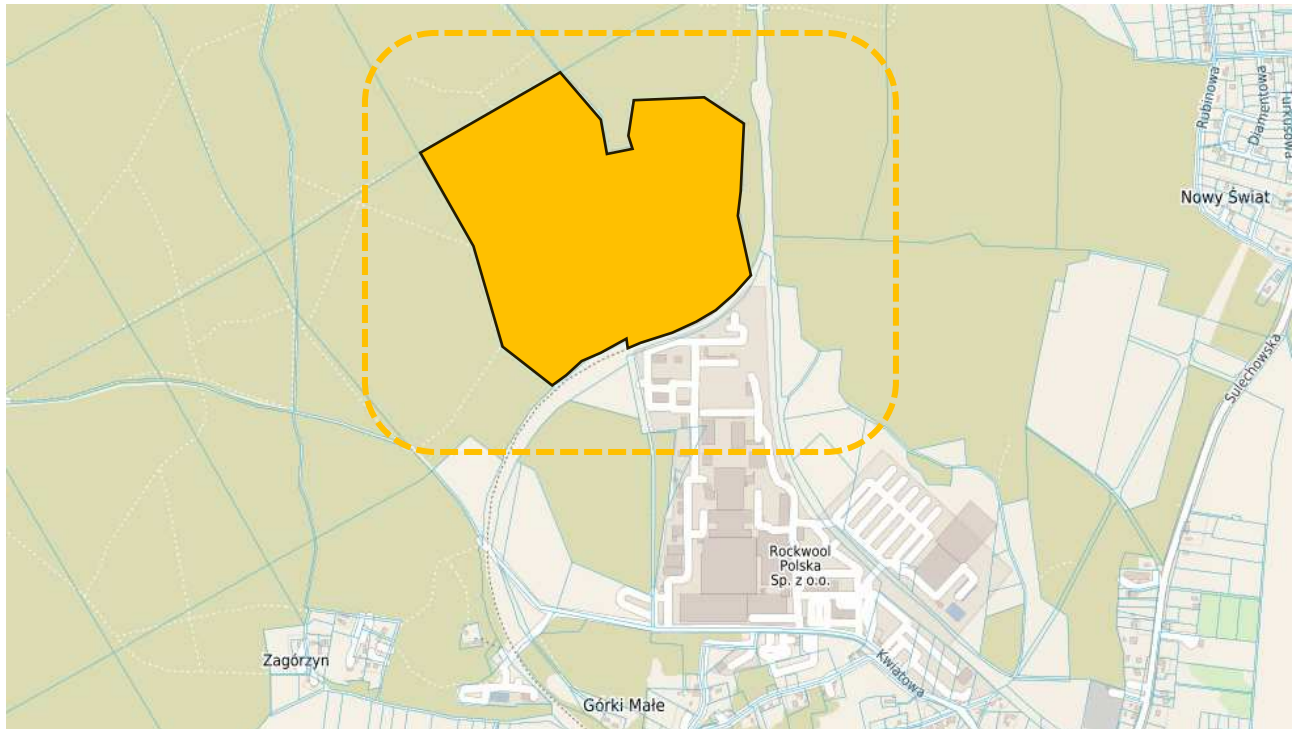 Rubinowa
Diamentowa
Turkusowa
Nowy Świat
Sulechowska
Rockwool
Polska
Sp. z o.o.
Zagórzyn
Kwiatowa
Górki Małe